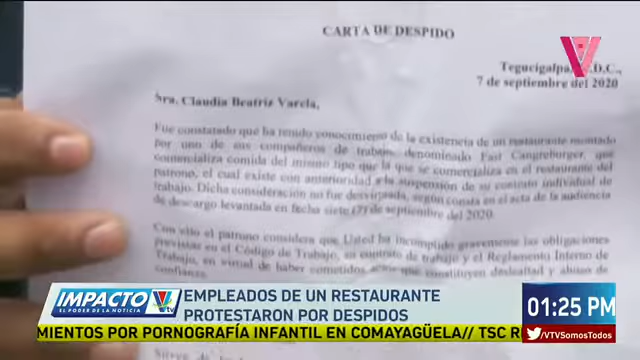 CARTA DE DESPIDO
V
Tegucigalpa, D.C.,
7 de septiembre del 2020
Sra. Claudia Beatriz Varela,
Fue constatado que ha tenido conocimiento de la existencia de un restaurante montado
por uno de sus compañeros de trabajo, denominado Fast Cangreburger, que
comercializa comida del mismo tipo que la que se comercializa en el restaurante del
patrono, el cual existe con anterioridad a la suspensión de su contrato individual de
trabajo. Dicha consideración no fue desvirtuada, según consta en el acta de la audiencia
de descargo levantada en fecha siete (7) de septiembre del 2020.
Con ello el patrono considera que Usted ha incumplido gravemente las obligaciones
previstas en el Código de Trabajo, su contrato de trabajo y el Reglamento Interno de
Trabajo, en virtud de haber cometidos actos que constituyen deslealtad y abuso de
confianza.
IMPACTO VTV
EL PODER DE LA NOTICIA
EMPLEADOS DE UN RESTAURANTE
PROTESTARON POR DESPIDOS
01:25 PM
/VTVSomosTodos
MIENTOS POR PORNOGRAFÍA INFANTIL EN COMAYAGÜELA// TSC R